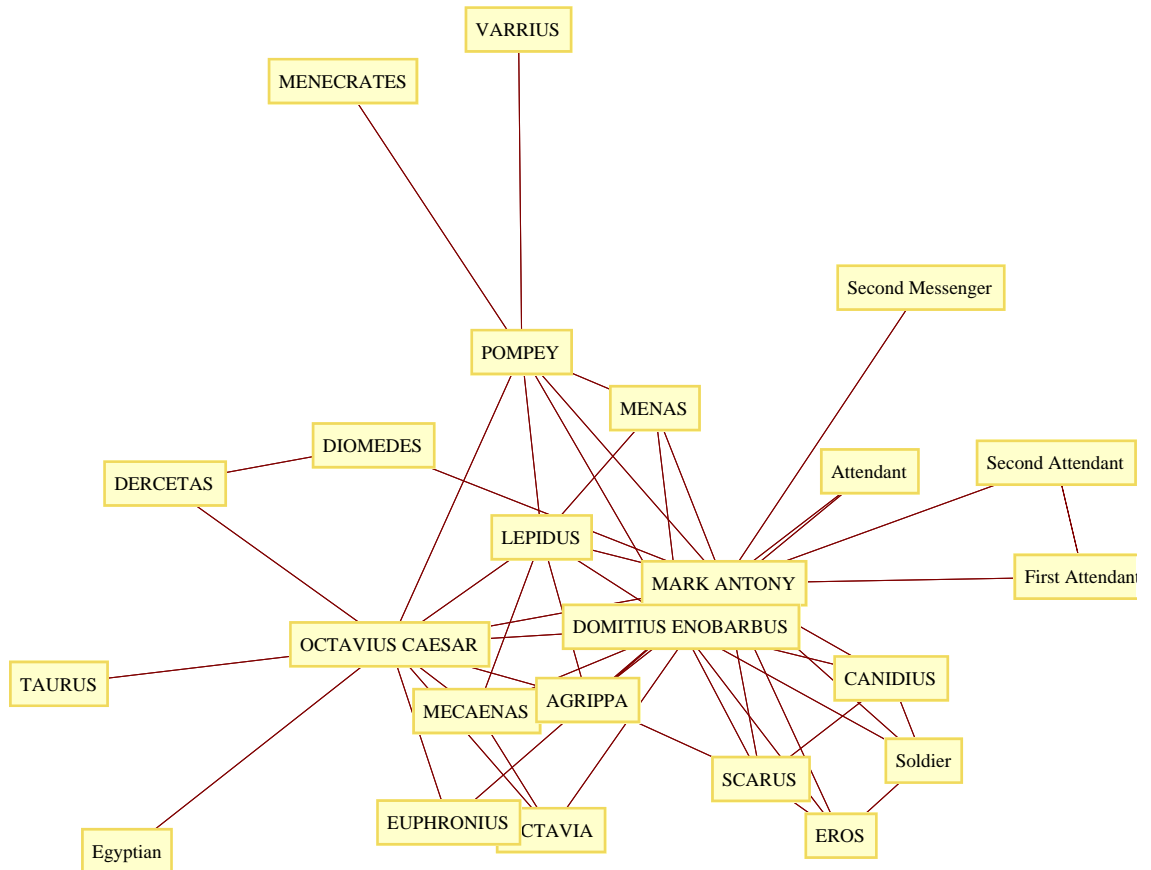 VARRIUS
MENECRATES
Second Messenger
POMPEY
MENAS
DIOMEDES
Attendant
Second Attendant
DERCETAS
LEPIDUS
MARK ANTONY
First Attendant
DOMITIUS ENOBARBUS
OCTAVIUS CAESAR
TAURUS
CANIDIUS
MECAENAS
AGRIPPA
Soldier
SCARUS
EUPHRONIUS
CTAVIA
EROS
Egyptian